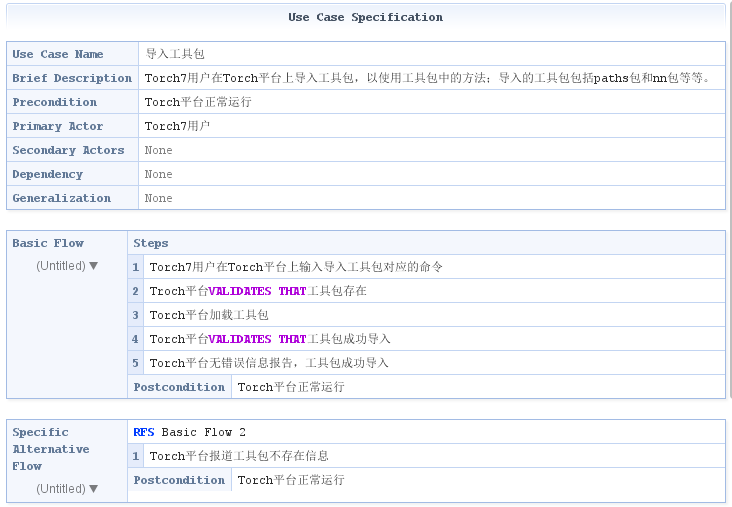 Use Case Specification
Use Case Name 导入工具包
Brief Description Torch7用户在Torch平台上导入工具包，以使用工具包中的方法；导入的工具包包括paths包和nn包等等。
Precondition Torch平台正常运行
Primary Actor Torch7用户
Secondary Actors None
Dependency None
Generalization None
Basic Flow Steps
(Untitled) ▼
1 Torch7用户在Torch平台上输入导入工具包对应的命令
2 Troch平台VALIDATES THAT工具包存在
3 Torch平台加载工具包
4 Torch平台VALIDATES THAT工具包成功导入
5 Torch平台无错误信息报告，工具包成功导入
Postcondition Torch平台正常运行
Specific Alternative Flow
(Untitled) ▼
RFS Basic Flow 2
1 Torch平台报道工具包不存在信息
Postcondition Torch平台正常运行